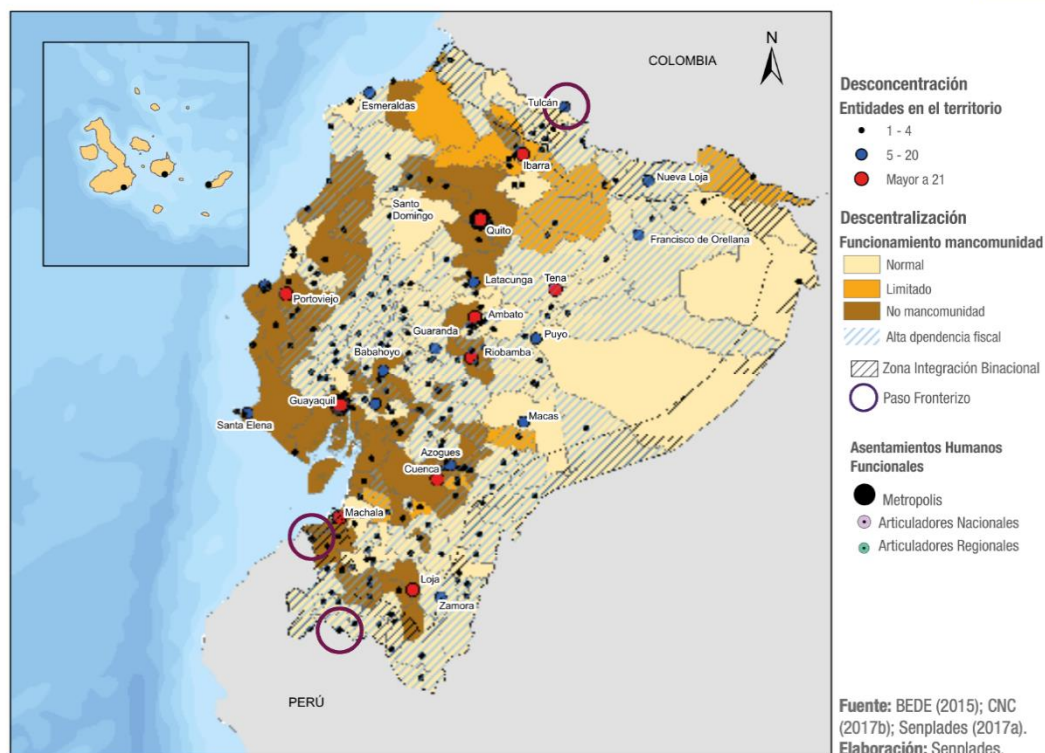 COLOMBIA
N
Esmeraldas
Tulcán
Ibarra
Nueva Loja
Santo
Domingo
Quito
Francisco de Orellana
Latacunga
Tena
Portoviejo
Ambato
Guaranda
Puyo
Babahoyo
Riobamba
Guayaquil
Santa Elena
Macas
Azogues
Cuenca
Machala
Loja
Zamora
PERÚ
Desconcentración
Entidades en el territorio
1 - 4
5 - 20
Mayor a 21
Descentralización
Funcionamiento mancomunidad
Normal
Limitado
No mancomunidad
Alta dpendencia fiscal
Zona Integración Binacional
Paso Fronterizo
Asentamientos Humanos
Funcionales
Metropolis
Articuladores Nacionales
Articuladores Regionales
Fuente: BEDE (2015); CNC
(2017b); Senplades (2017a).
Elaboración: Senplades.